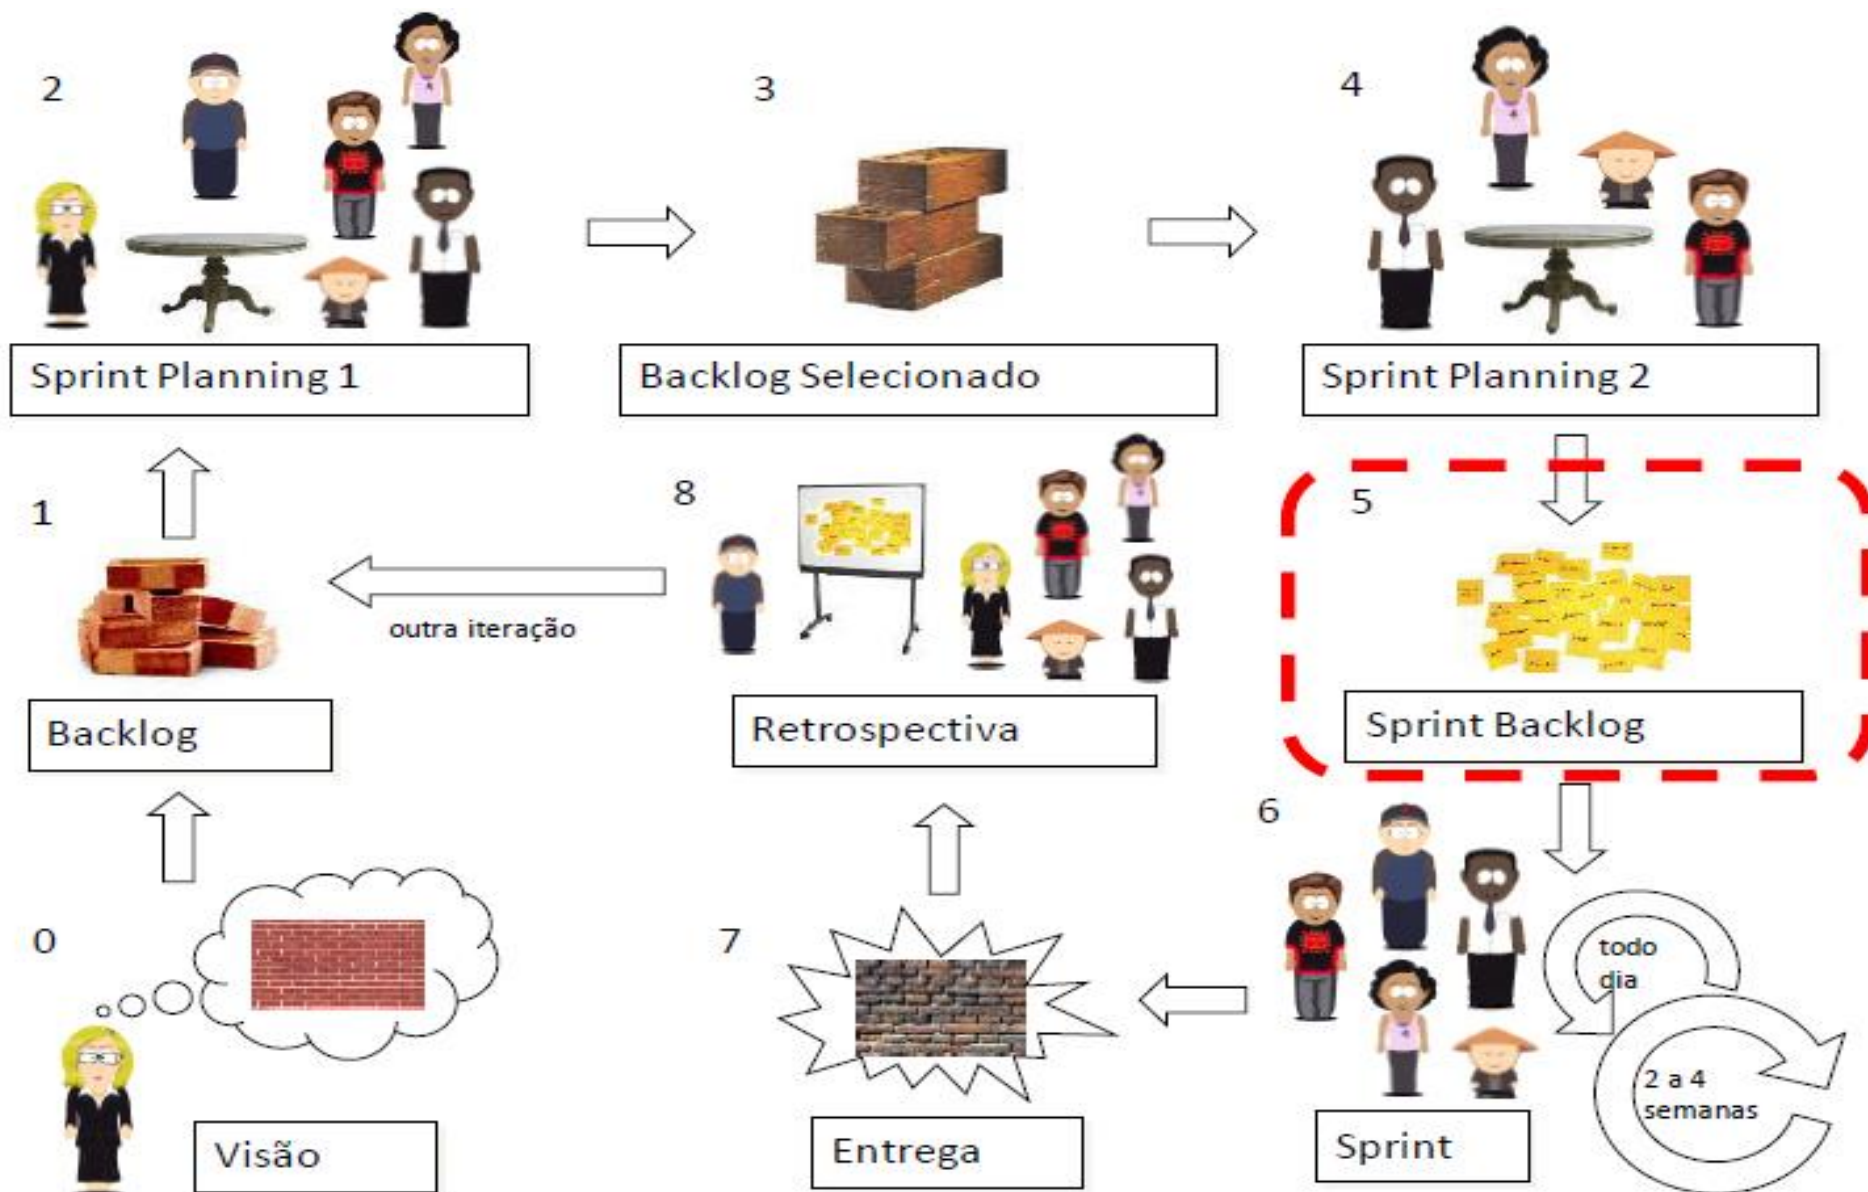 2
3
4
Sprint Planning 1
Backlog Selecionado
Sprint Planning 2
1
8
5
outra iteração
Backlog
Retrospectiva
Sprint Backlog
0
7
6
todo
dia
2 a 4
semanas
Visão
Entrega
Sprint